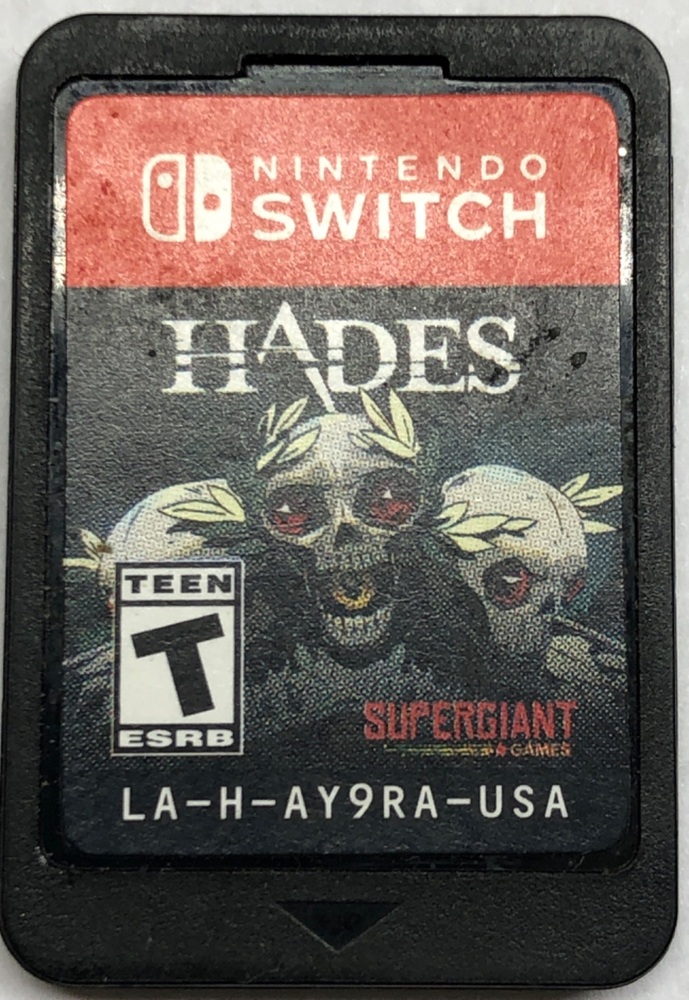 NINTENDO
SWITCH
HADES
TEEN
T
ESRB
SUPERGIANT
GAMES
LA-H-AY9RA-USA